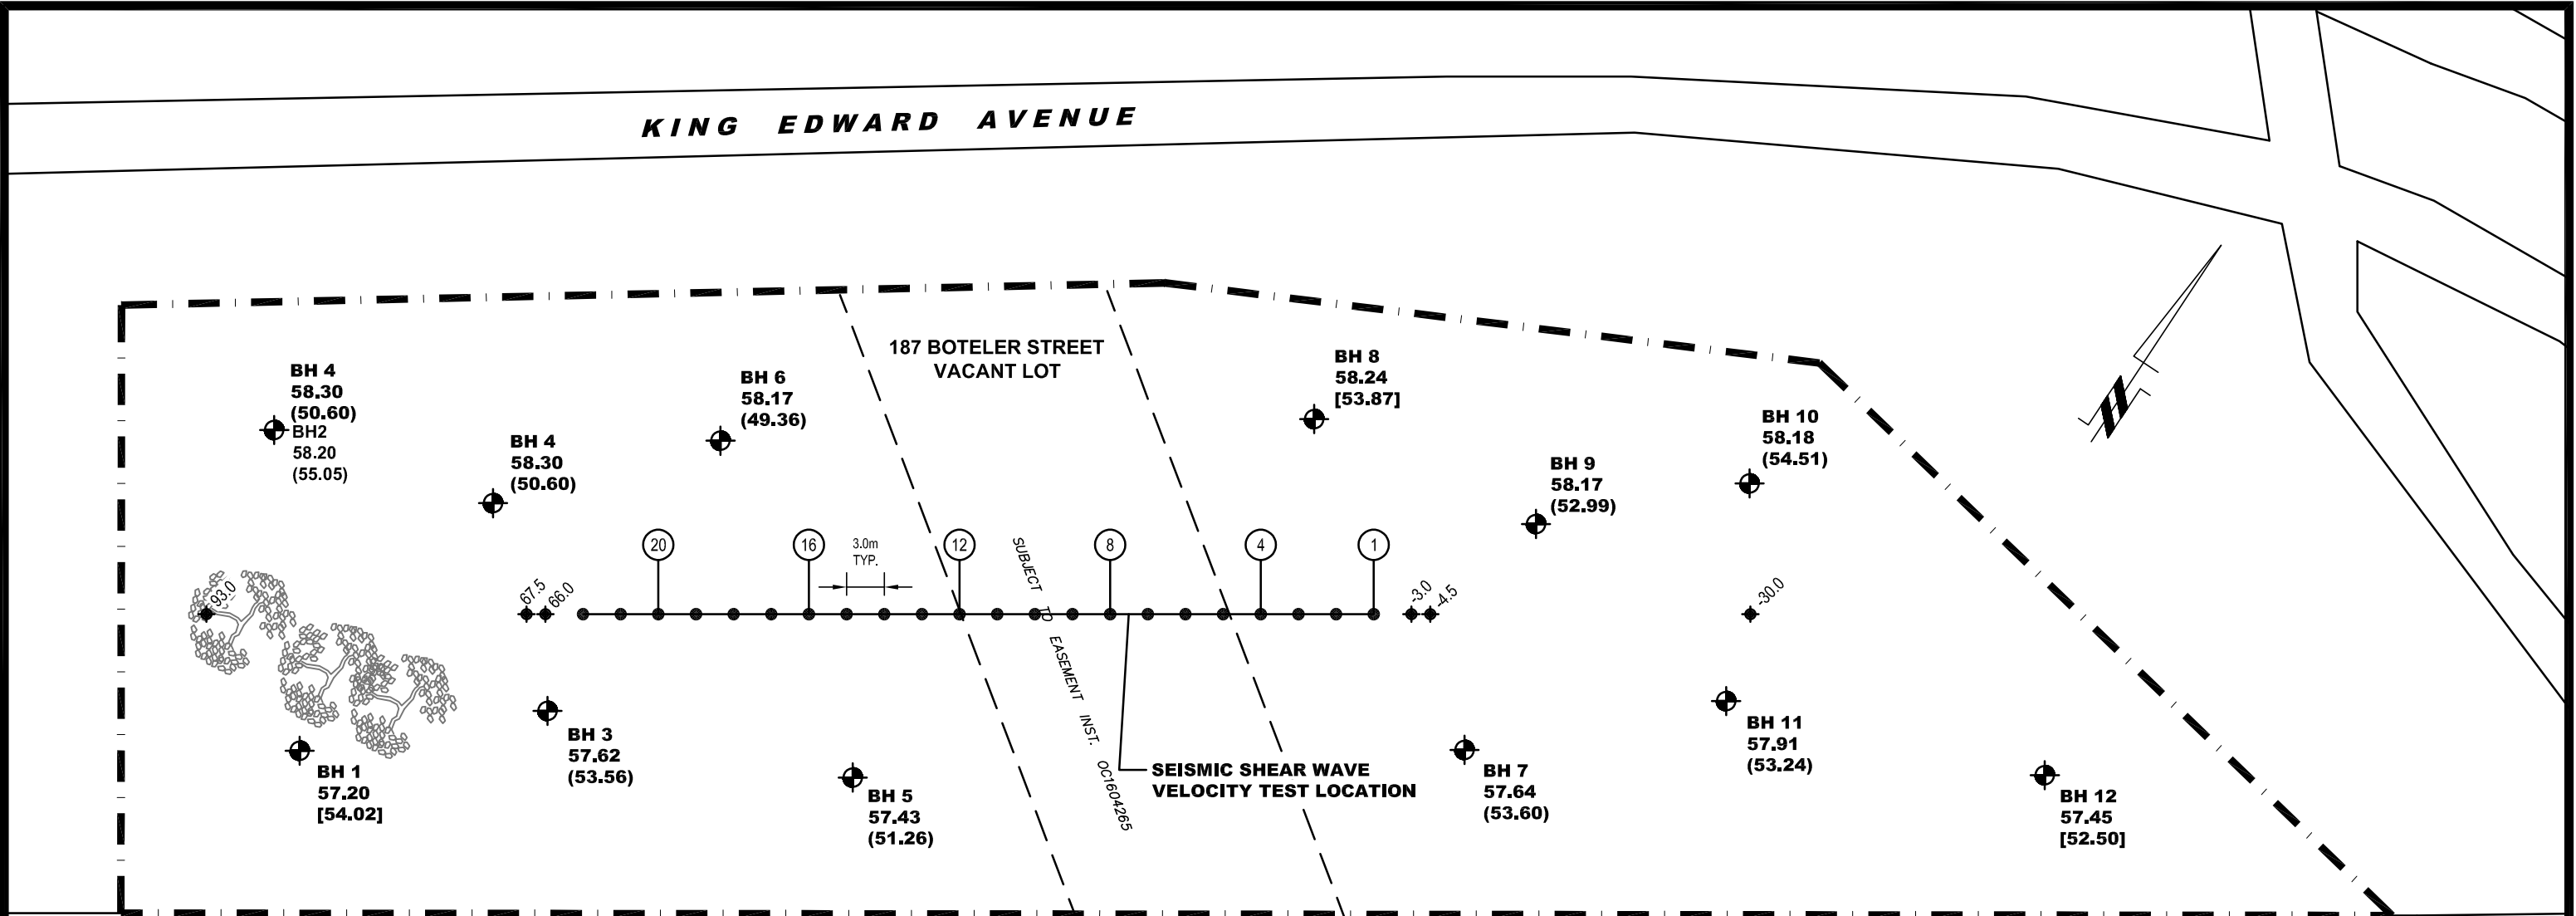 KING EDWARD AVENUE
187 BOTELER STREET
VACANT LOT
BH 4
58.30
(50.60)
BH2
58.20
(55.05)
BH 4
58.30
(50.60)
BH 6
58.17
(49.36)
BH 8
58.24
[53.87]
BH 9
58.17
(52.99)
BH 10
58.18
(54.51)
20
16
3.0m
TYP.
12
8
4
1
93.0
67.5
66.0
-3.0
-4.5
-30.0
SUBJECT TO EASEMENT INST. OC1604265
BH 1
57.20
[54.02]
BH 3
57.62
(53.56)
BH 5
57.43
(51.26)
SEISMIC SHEAR WAVE
VELOCITY TEST LOCATION
BH 7
57.64
(53.60)
BH 11
57.91
(53.24)
BH 12
57.45
[52.50]